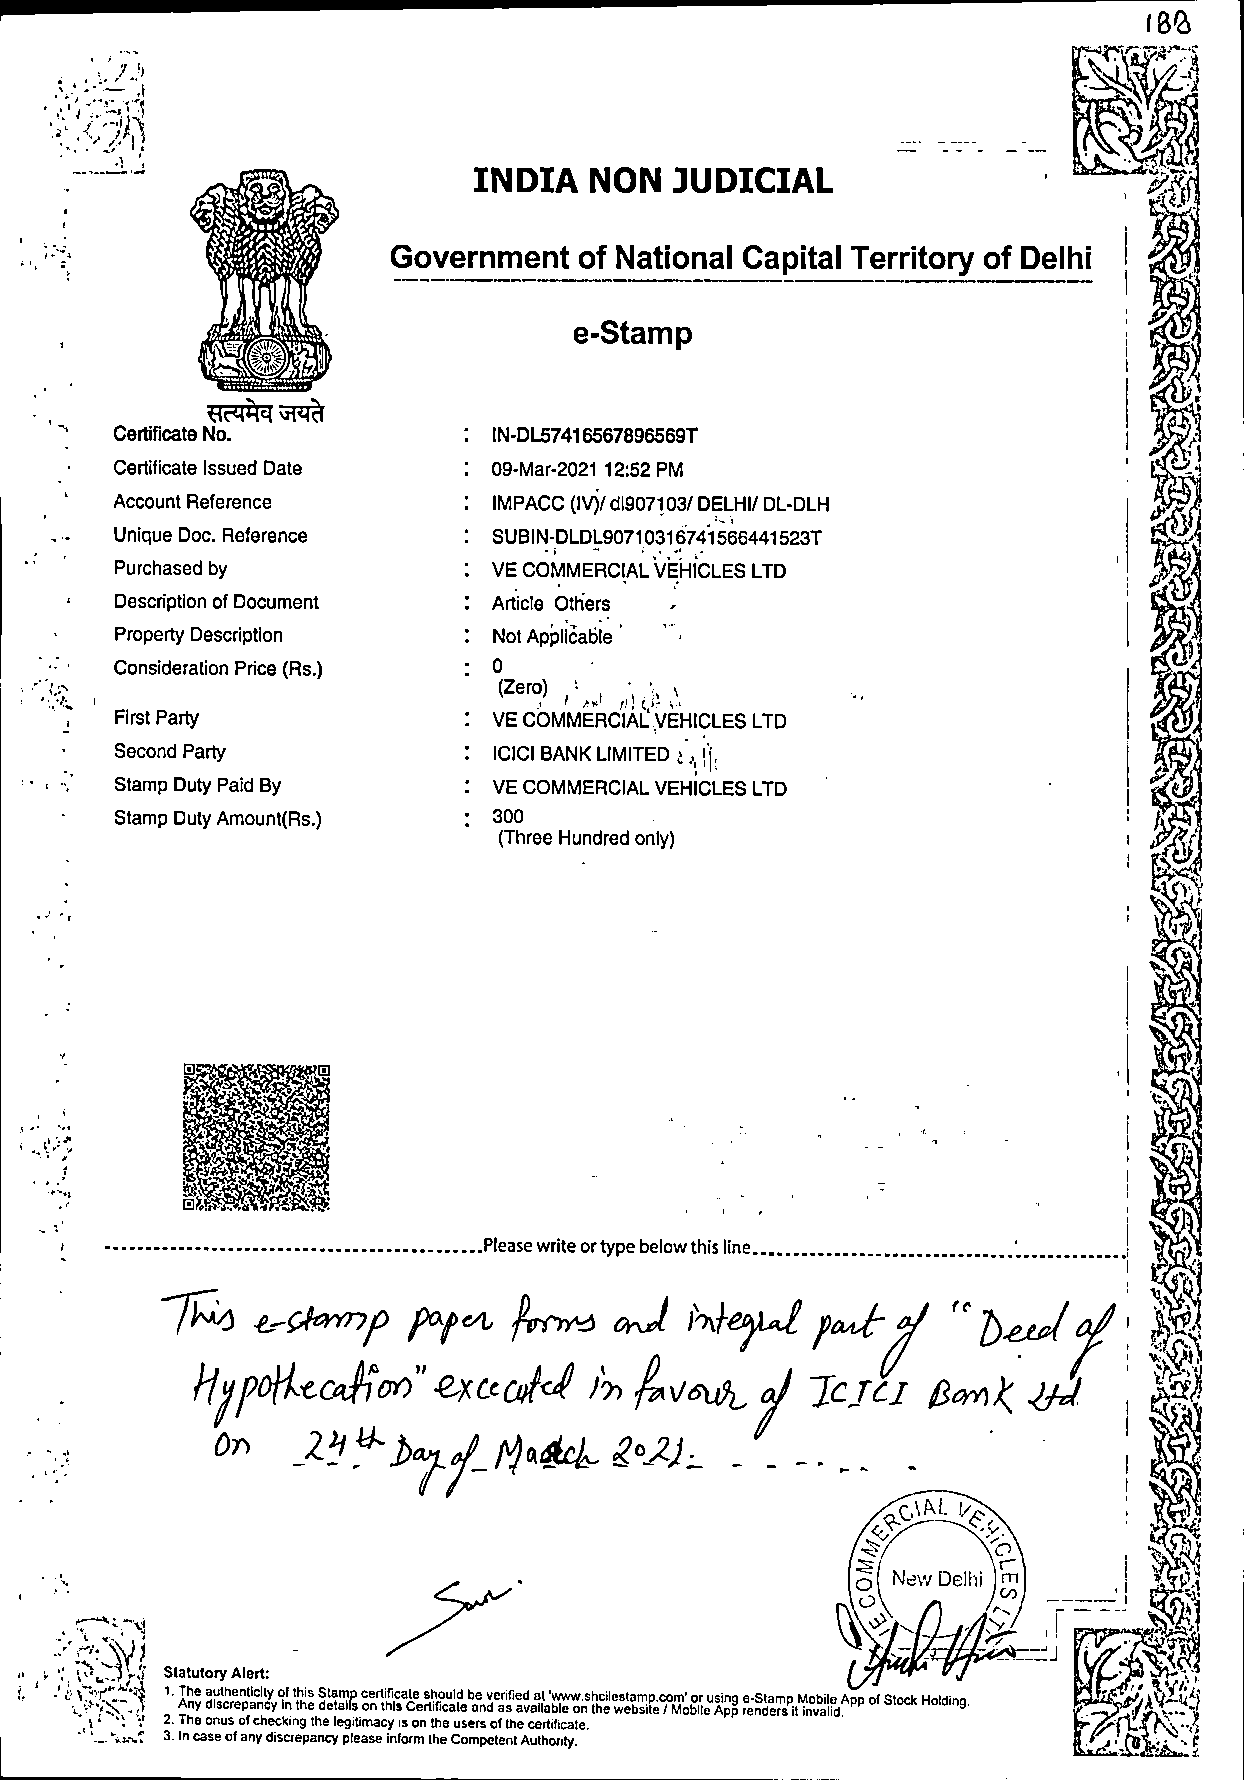 188
INDIA NON JUDICIAL
Government of National Capital Territory of Delhi
e-Stamp
सत्यमेव जयते
Certificate No. : IN-DL57416567896569T
Certificate Issued Date : 09-Mar-2021 12:52 PM
Account Reference : IMPACC (IV)/ dl907103/ DELHI/ DL-DLH
Unique Doc. Reference : SUBIN-DLDL90710316741566441523T
Purchased by : VE COMMERCIAL VEHICLES LTD
Description of Document : Article Others
Property Description : Not Applicable
Consideration Price (Rs.) : 0
(Zero)
First Party : VE COMMERCIAL VEHICLES LTD
Second Party : ICICI BANK LIMITED
Stamp Duty Paid By : VE COMMERCIAL VEHICLES LTD
Stamp Duty Amount(Rs.) : 300
(Three Hundred only)
Please write or type below this line
This e-stamp paper forms and integral part of "Deed of
Hypothecation" executed in favour of ICICI Bank Ltd
On 24th Day of March 2021.
VE COMMERCIAL VEHICLES LTD
New Delhi
Statutory Alert:
1. The authenticity of this Stamp certificate should be verified at 'www.shcilestamp.com' or using e-Stamp Mobile App of Stock Holding.
Any discrepancy in the details on this Certificate and as available on the website / Mobile App renders it invalid.
2. The onus of checking the legitimacy is on the users of the certificate.
3. In case of any discrepancy please inform the Competent Authority.